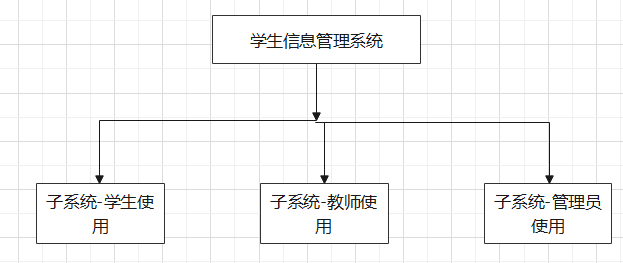 学生信息管理系统
子系统-学生使
用
子系统-教师使
用
子系统-管理员
使用